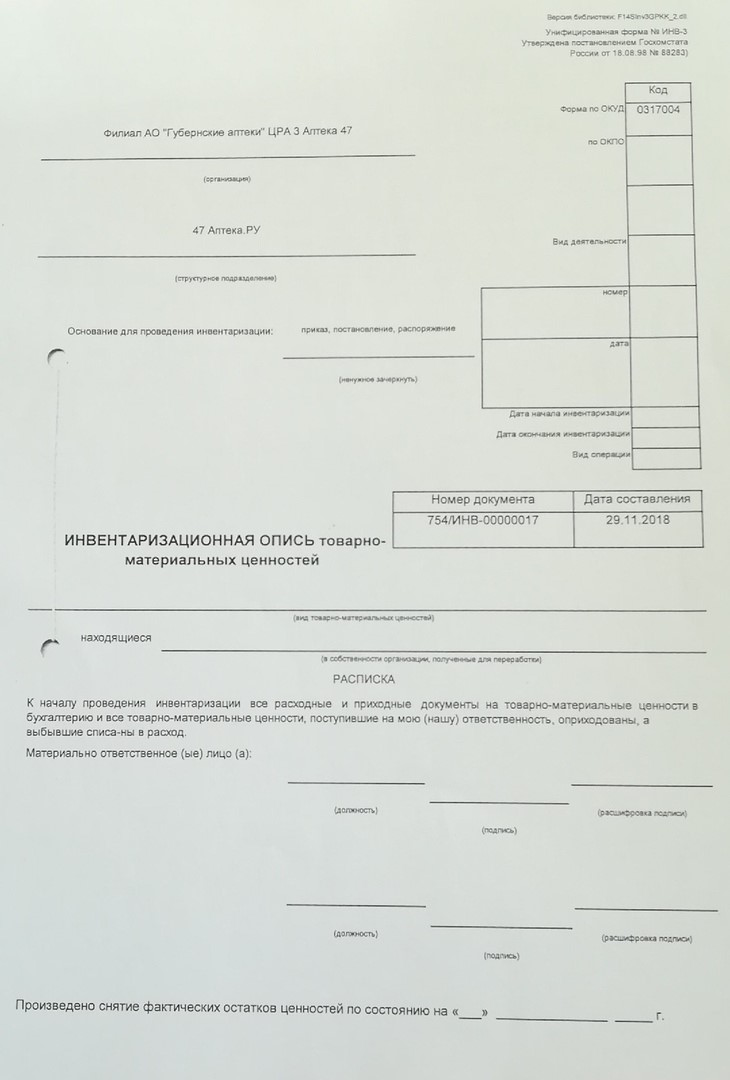 Версия библиотеки: F14SInv3GPKK_2.dll
Унифицированная форма № ИНВ-3
Утверждена постановлением Госкомстата
России от 18.08.98 № 88283)
Код
Форма по ОКУД 0317004
Филиал АО "Губернские аптеки" ЦРА 3 Аптека 47
по ОКПО
(организация)
47 Аптека.РУ
Вид деятельности
(структурное подразделение)
номер
Основание для проведения инвентаризации: приказ, постановление, распоряжение
дата
(ненужное зачеркнуть)
Дата начала инвентаризации
Дата окончания инвентаризации
Вид операции
Номер документа Дата составления
754/ИНВ-00000017 29.11.2018
ИНВЕНТАРИЗАЦИОННАЯ ОПИСЬ товарно-
материальных ценностей
(вид товарно-материальных ценностей)
находящиеся
(в собственности организации, полученные для переработки)
РАСПИСКА
К началу проведения инвентаризации все расходные и приходные документы на товарно-материальные ценности в
бухгалтерию и все товарно-материальные ценности, поступившие на мою (нашу) ответственность, оприходованы, а
выбывшие списа-ны в расход.
Материально ответственное (ые) лицо (а):
(должность) (подпись) (расшифровка подписи)
(должность) (подпись) (расшифровка подписи)
Произведено снятие фактических остатков ценностей по состоянию на «___» ________________ _____ г.